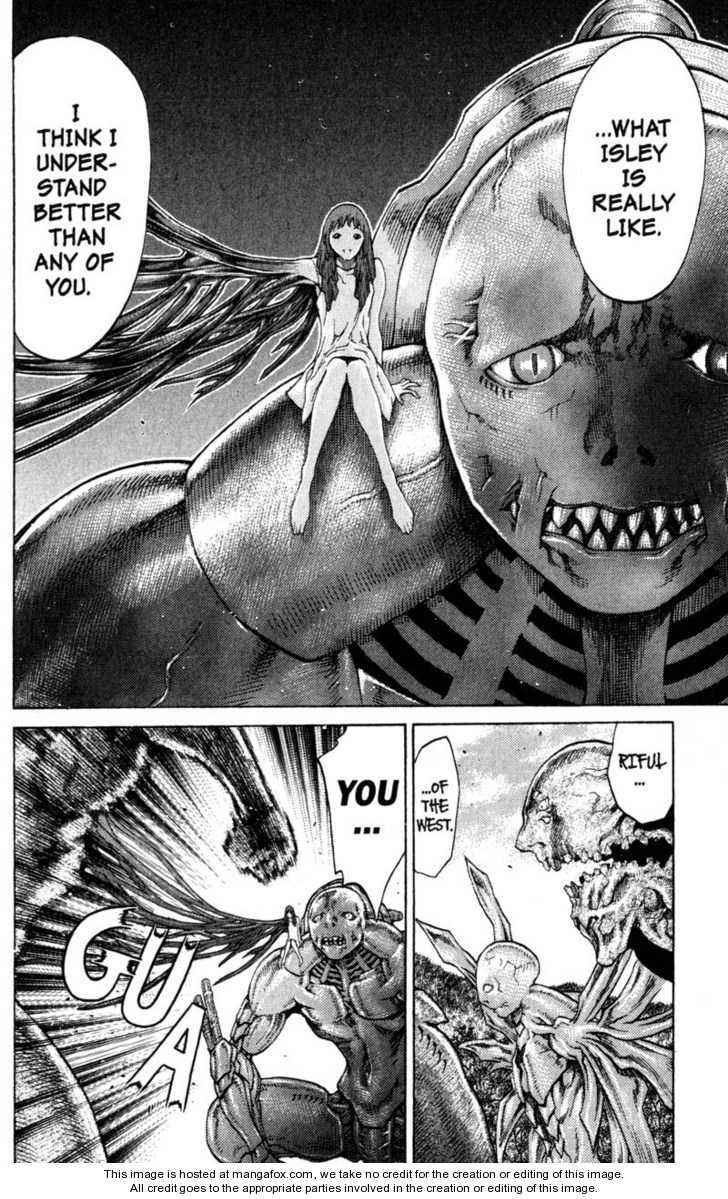 ...WHAT
ISLEY
IS
REALLY
LIKE.
I
THINK I
UNDER-
STAND
BETTER
THAN
ANY OF
YOU.
RIFUL
...
...OF
THE
WEST.
YOU
...
GUA
This image is hosted at mangafox.com, we take no credit for the creation or editing of this image.
All credit goes to the appropriate parties involved in the creation or editing of this image.